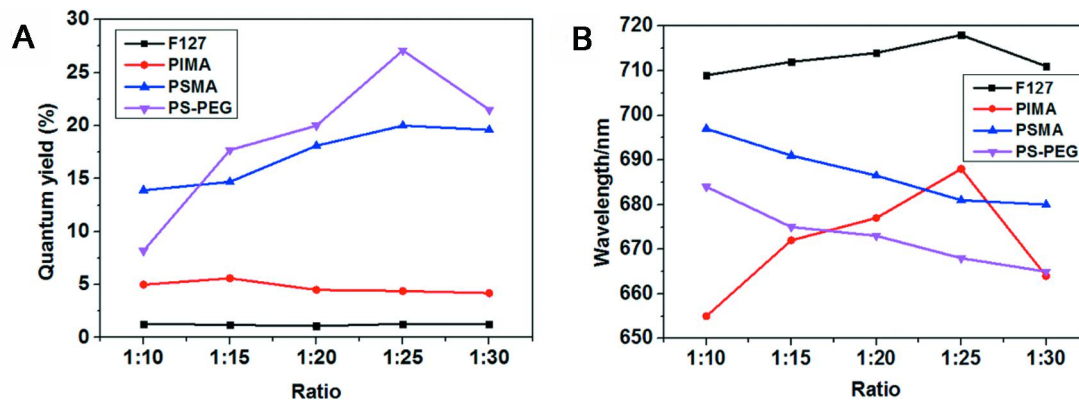 A
Quantum yield (%)
30
25
20
15
10
5
0
F127
PIMA
PSMA
PS-PEG
1:10 1:15 1:20 1:25 1:30
Ratio
B
Wavelength/nm
720
710
700
690
680
670
660
650
F127
PIMA
PSMA
PS-PEG
1:10 1:15 1:20 1:25 1:30
Ratio